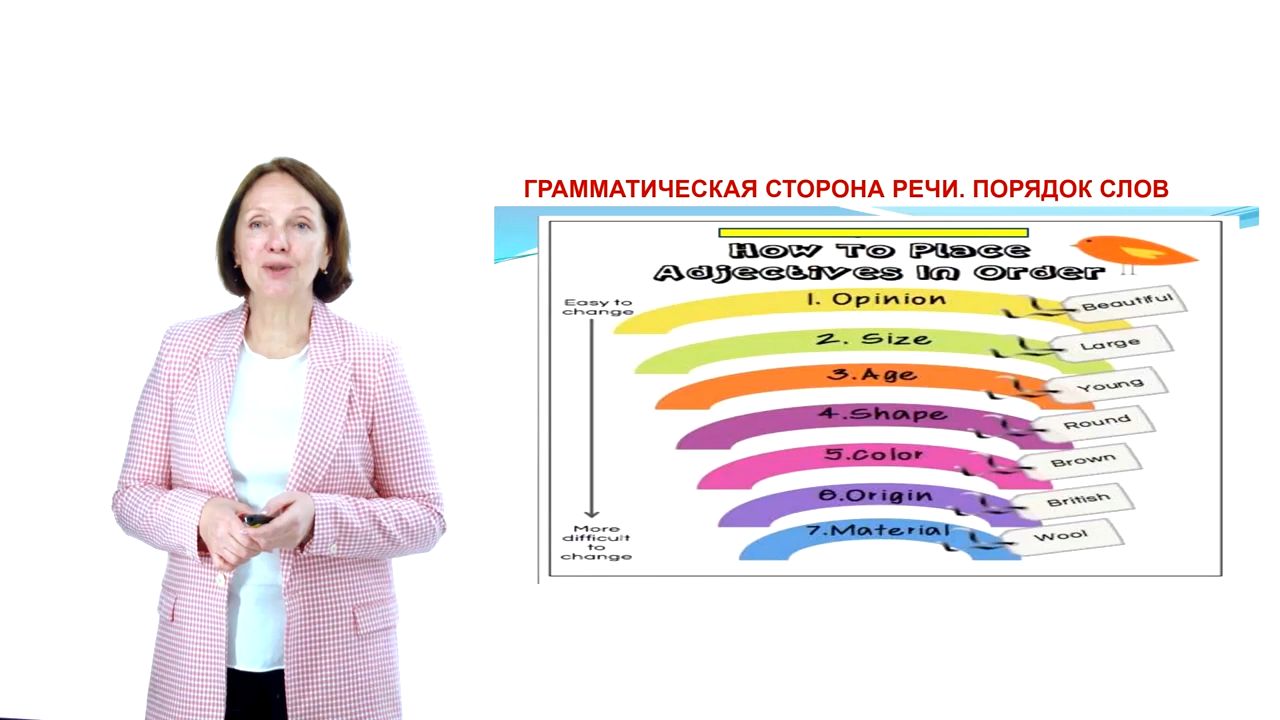 ГРАММАТИЧЕСКАЯ СТОРОНА РЕЧИ. ПОРЯДОК СЛОВ
How To Place
Adjectives In Order
Easy to
change
1. Opinion
Beautiful
2. Size
Large
3.Age
Young
4.Shape
Round
5.Color
Brown
6.Origin
British
7.Material
Wool
More
difficult
to
change